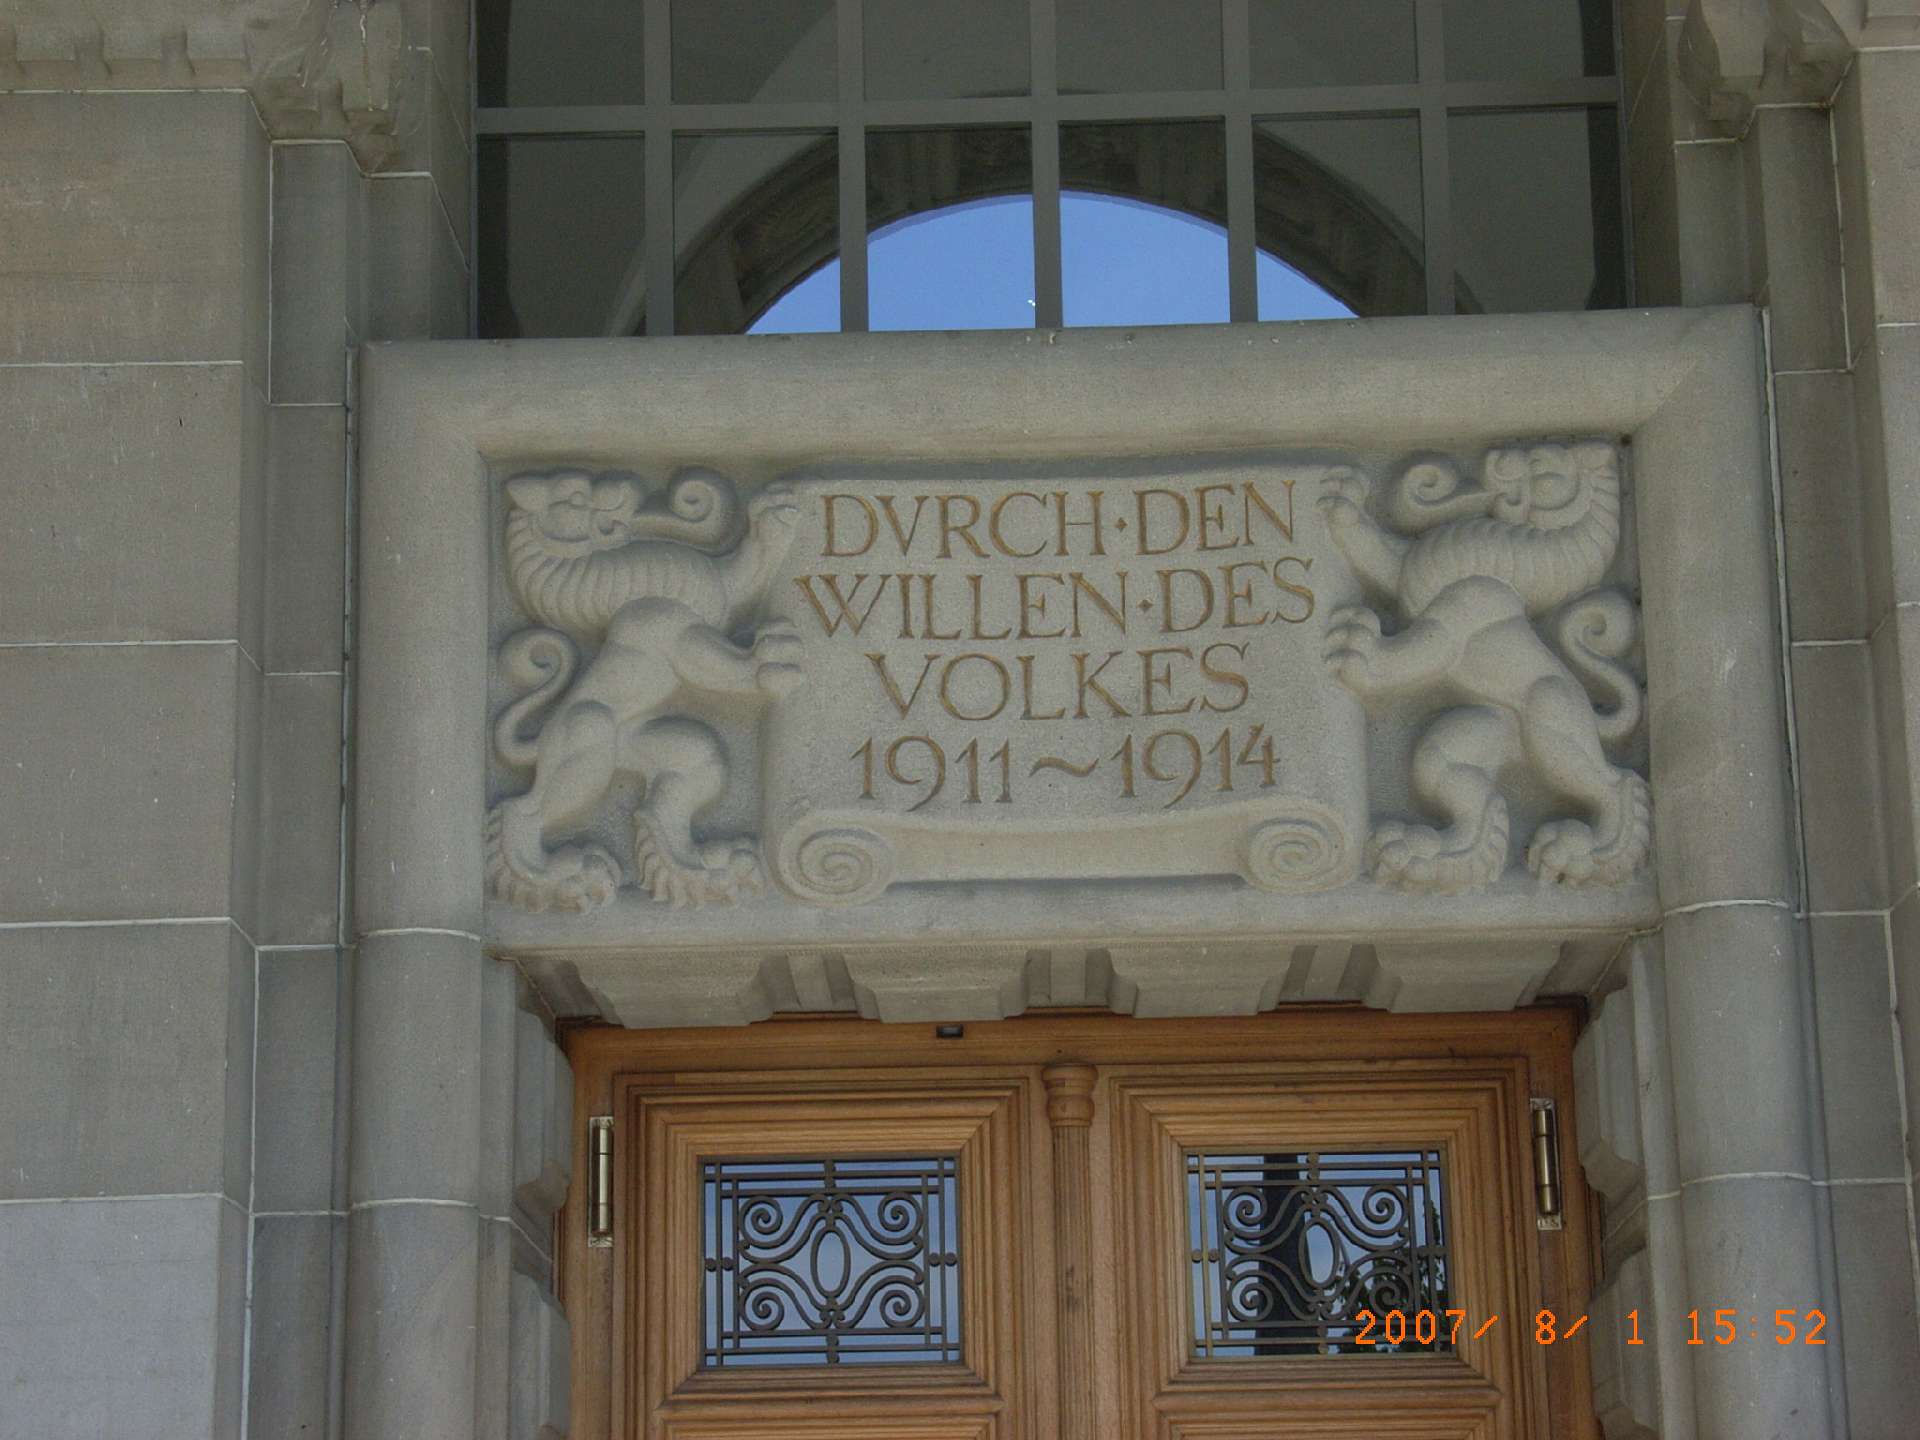 DVRCH·DEN
WILLEN·DES
VOLKES
1911~1914
2007/ 8/ 1 15:52